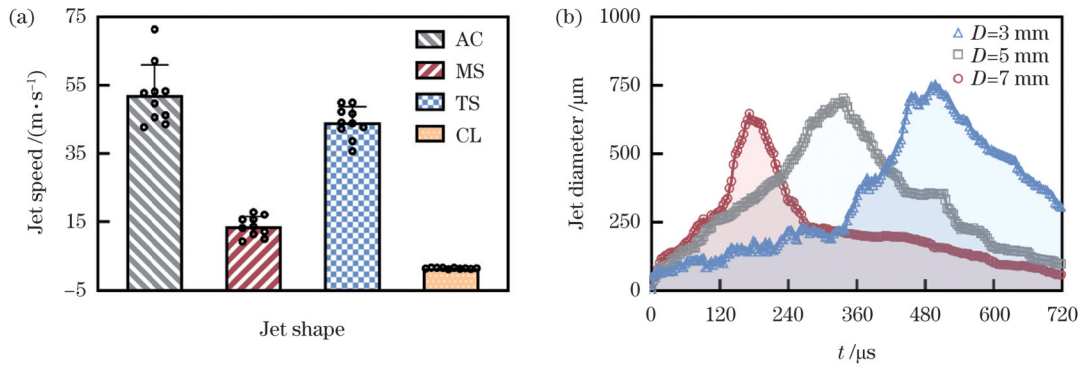 (a)
75
55
35
15
−5
Jet speed /(m·s⁻¹)
AC
MS
TS
CL
Jet shape
(b)
1000
750
500
250
0
Jet diameter /μm
D=3 mm
D=5 mm
D=7 mm
0 120 240 360 480 600 720
t /μs